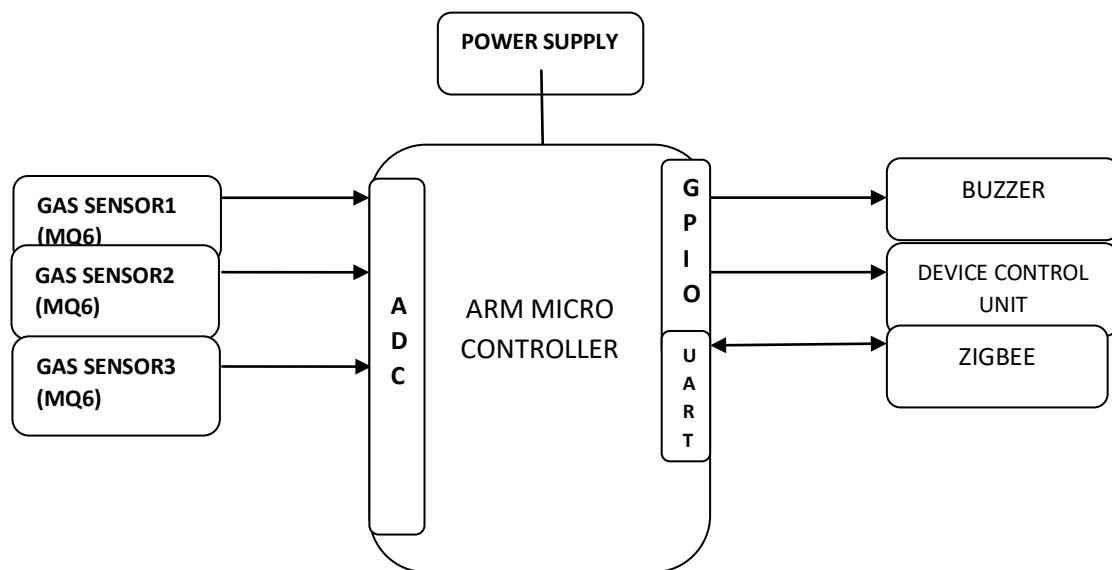 POWER SUPPLY
GAS SENSOR1
(MQ6)
GAS SENSOR2
(MQ6)
GAS SENSOR3
(MQ6)
A
D
C
ARM MICRO
CONTROLLER
G
P
I
O
U
A
R
T
BUZZER
DEVICE CONTROL
UNIT
ZIGBEE